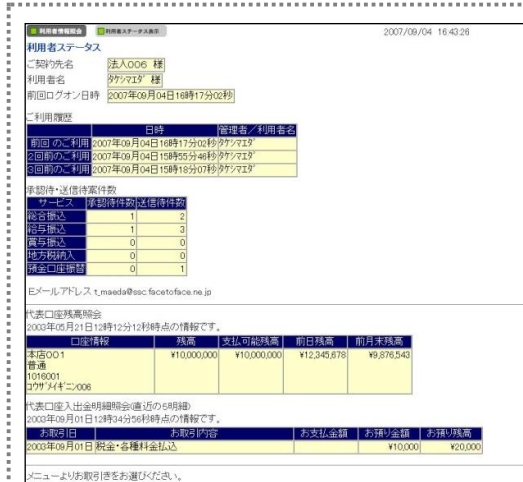 利用者情報照会 利用者ステータス表示 2007/09/04 16:43:26
利用者ステータス
ご契約先名 法人006 様
利用者名 タケシマエダ 様
前回ログオン日時 2007年09月04日16時17分02秒
ご利用履歴
日時 管理者/利用者名
前回 のご利用 2007年09月04日16時17分02秒 タケシマエダ
2回前のご利用 2007年09月04日15時55分46秒 タケシマエダ
3回前のご利用 2007年09月04日15時18分07秒 タケシマエダ
承認待・送信待案件数
サービス 承認待件数 送信待件数
総合振込 1 2
給与振込 1 3
賞与振込 0 0
地方税納入 0 0
預金口座振替 0 1
Eメールアドレス t_maeda@ssc.facetoface.ne.jp
代表口座残高照会
2003年05月21日12時12分12秒時点の情報です。
口座情報 残高 支払可能残高 前日残高 前月末残高
本店001 ¥10,000,000 ¥10,000,000 ¥12,345,678 ¥9,876,543
普通
1016001
コウザメイギニン006
代表口座入出金明細照会(直近の5明細)
2003年09月01日12時34分56秒時点の情報です。
お取引日 お取引内容 お支払金額 お預り金額 お預り残高
2003年09月01日 税金・各種料金払込 ¥10,000 ¥20,000
メニューよりお取引きをお選びください。